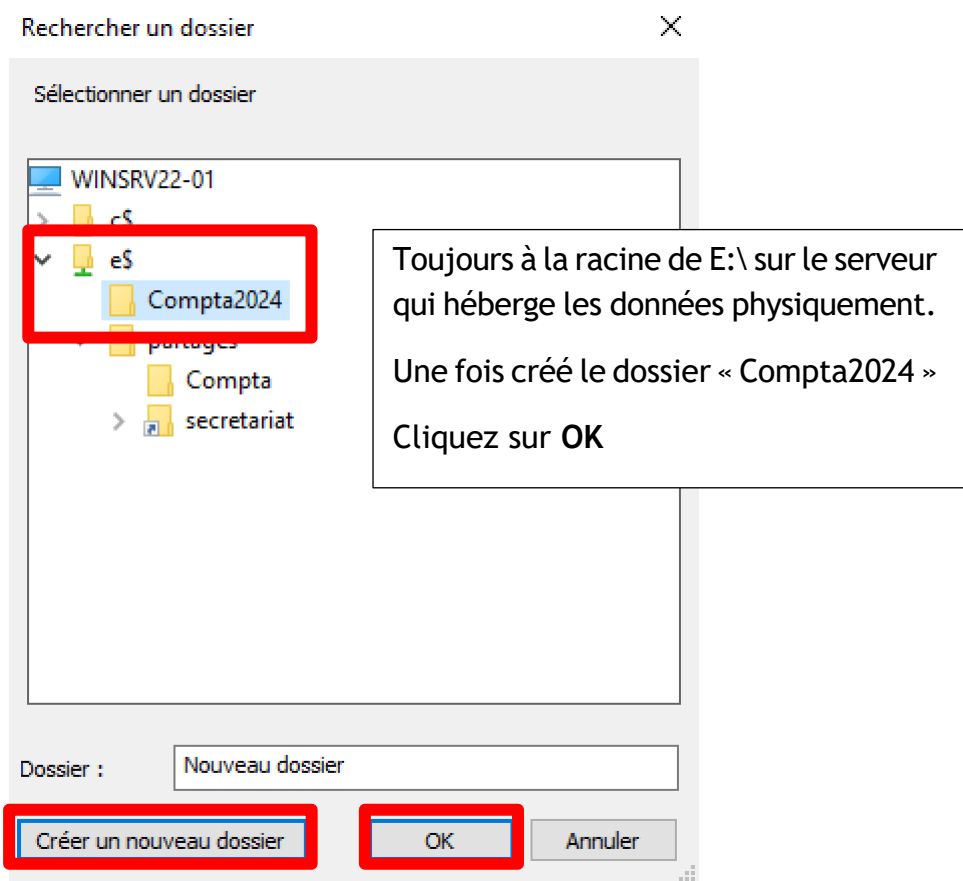 Rechercher un dossier
Sélectionner un dossier
WINSRV22-01
c$
e$
Compta2024
partages
Compta
secretariat
Toujours à la racine de E:\ sur le serveur
qui héberge les données physiquement.
Une fois créé le dossier « Compta2024 »
Cliquez sur OK
Dossier :
Nouveau dossier
Créer un nouveau dossier
OK
Annuler